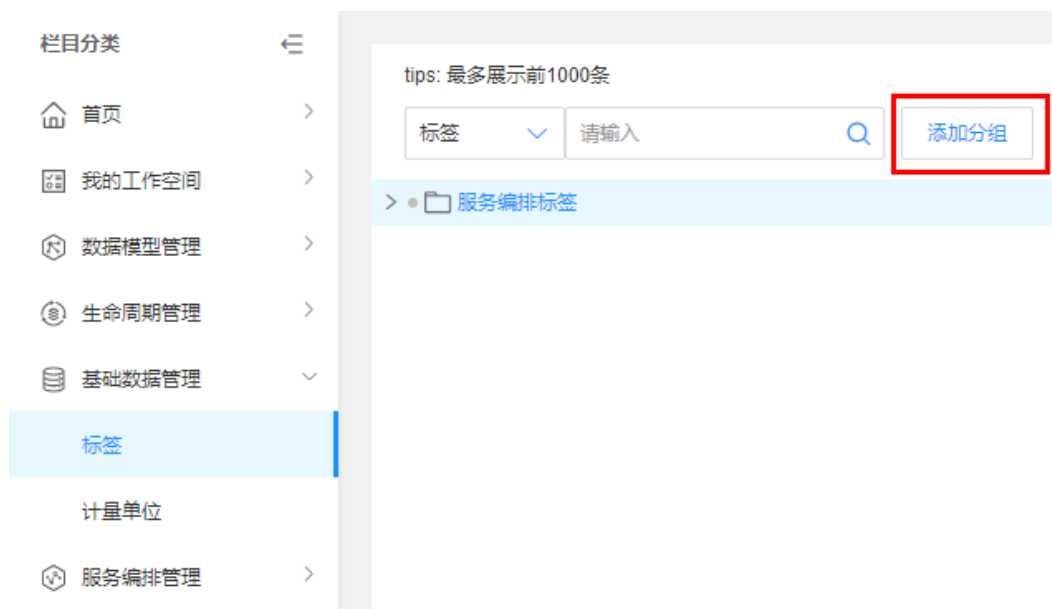 栏目分类
首页
我的工作空间
数据模型管理
生命周期管理
基础数据管理
标签
计量单位
服务编排管理
tips: 最多展示前1000条
标签 请输入 添加分组
服务编排标签